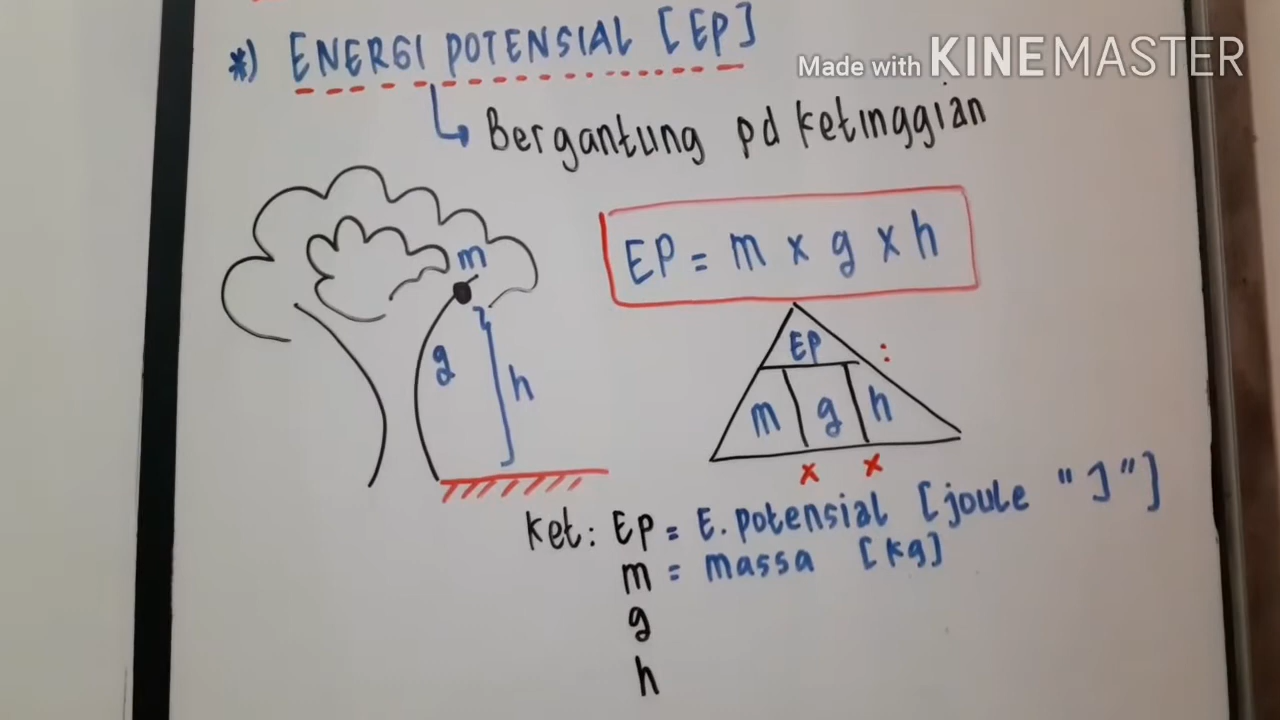 *) ENERGI POTENSIAL [EP]
Made with KINEMASTER
Bergantung pd ketinggian
m
g
h
EP = m x g x h
EP :
m g h
x x
Ket: Ep = E. potensial [joule "J"]
m = massa [kg]
g
h